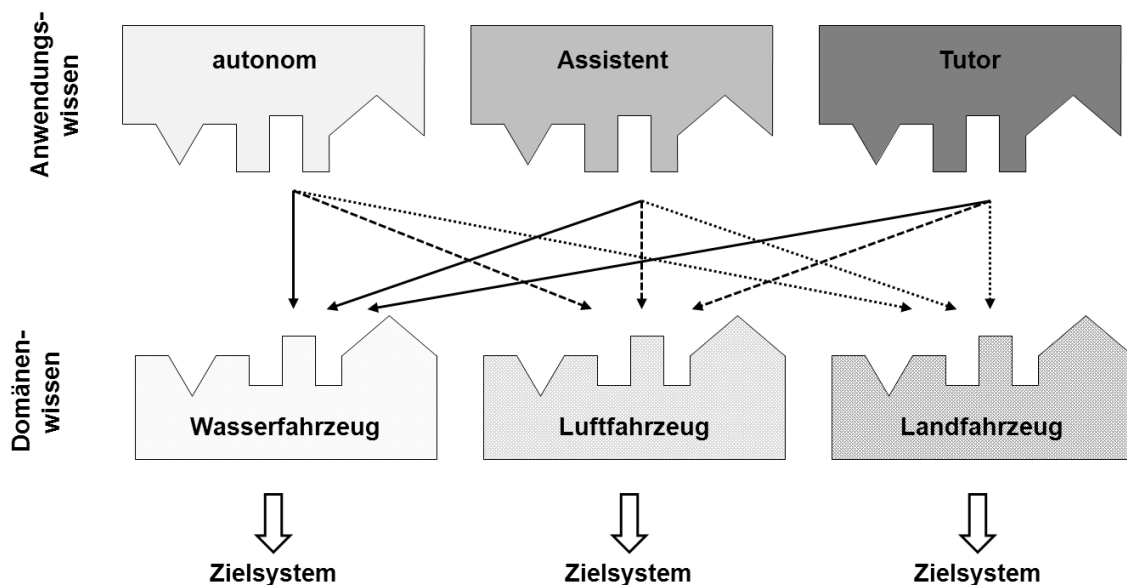 Anwendungs-
wissen
autonom
Assistent
Tutor
Domänen-
wissen
Wasserfahrzeug
Luftfahrzeug
Landfahrzeug
Zielsystem
Zielsystem
Zielsystem